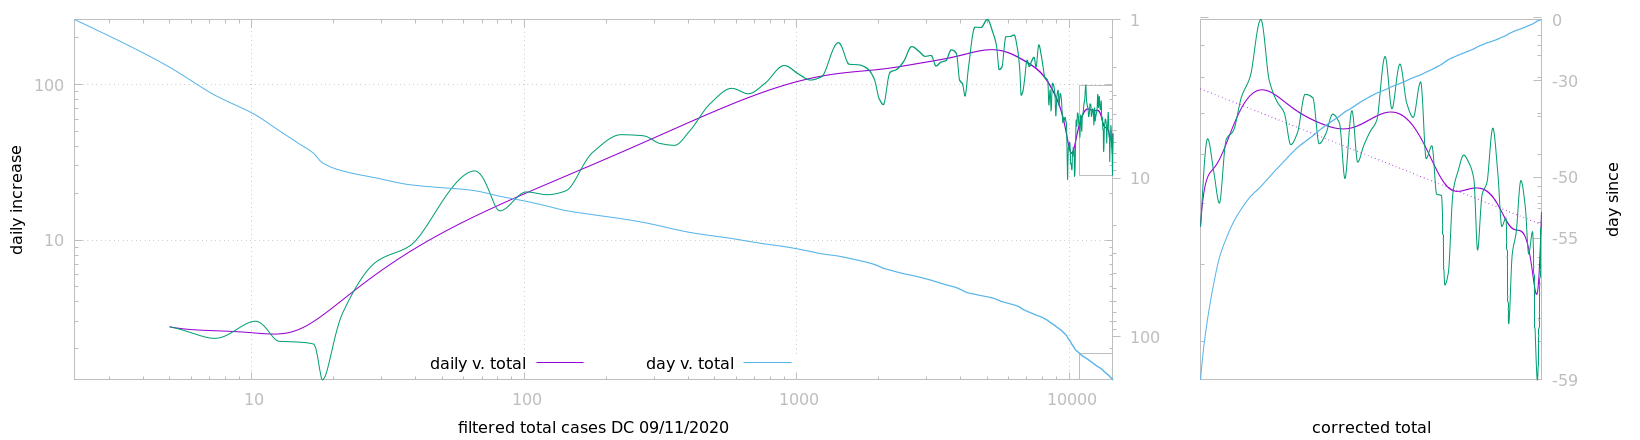 daily increase
100
10
10
100
1000
10000
filtered total cases DC 09/11/2020
daily v. total
day v. total
1
10
100
0
-30
-50
-55
-59
day since
corrected total